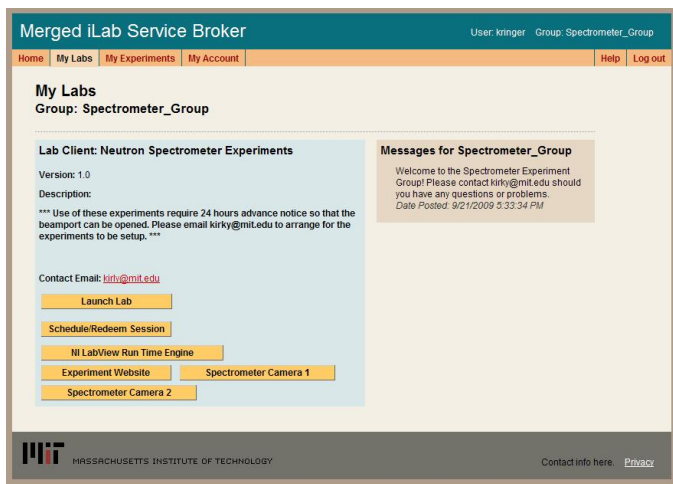 Merged iLab Service Broker
User: kringer Group: Spectrometer_Group
Home My Labs My Experiments My Account Help Log out
My Labs
Group: Spectrometer_Group
Lab Client: Neutron Spectrometer Experiments
Version: 1.0
Description:
*** Use of these experiments require 24 hours advance notice so that the
beamport can be opened. Please email kirky@mit.edu to arrange for the
experiments to be setup. ***
Contact Email: kirly@mit.edu
Launch Lab
Schedule/Redeem Session
NI LabView Run Time Engine
Experiment Website Spectrometer Camera 1
Spectrometer Camera 2
Messages for Spectrometer_Group
Welcome to the Spectrometer Experiment
Group! Please contact kirky@mit.edu should
you have any questions or problems.
Date Posted: 9/21/2009 5:33:34 PM
MIT MASSACHUSETTS INSTITUTE OF TECHNOLOGY
Contact info here. Privacy